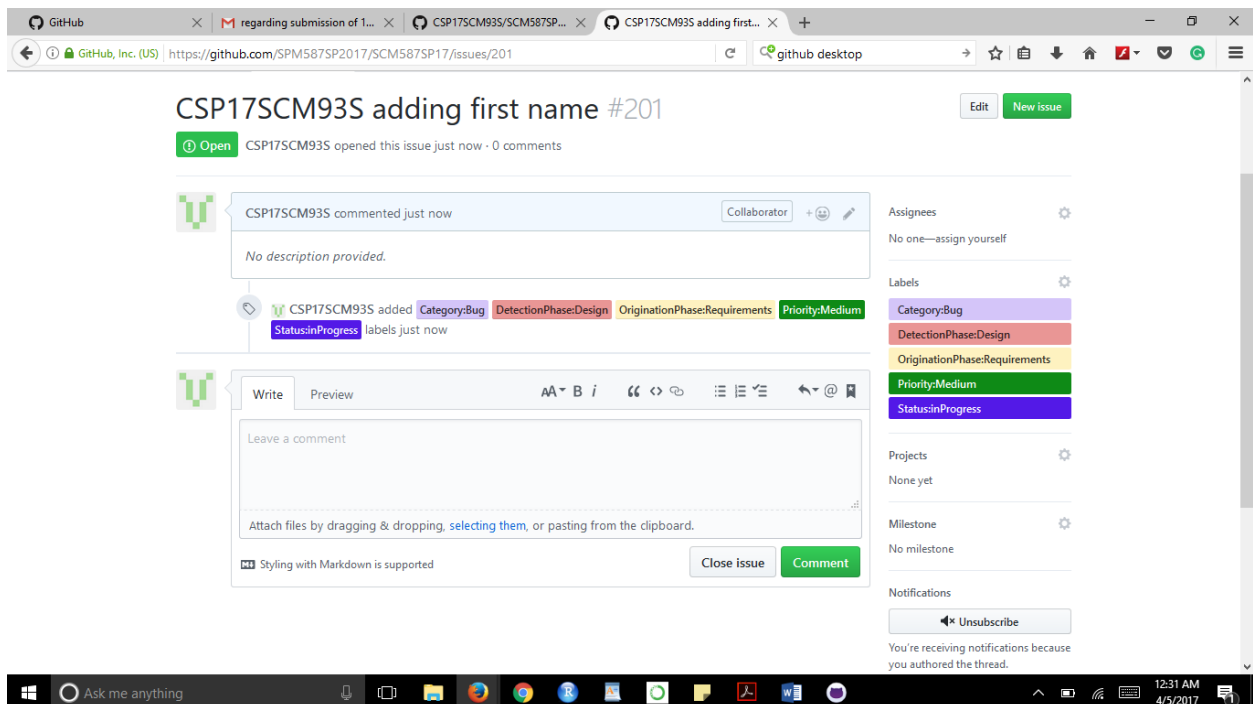 GitHub
regarding submission of 1...
CSP17SCM93S/SCM587SP...
CSP17SCM93S adding first...
GitHub, Inc. (US)
https://github.com/SPM587SP2017/SCM587SP17/issues/201
github desktop
CSP17SCM93S adding first name #201
Edit
New issue
Open
CSP17SCM93S opened this issue just now · 0 comments
CSP17SCM93S commented just now
Collaborator
No description provided.
CSP17SCM93S added Category:Bug DetectionPhase:Design OriginationPhase:Requirements Priority:Medium
Status:inProgress labels just now
Write
Preview
AA B i
Leave a comment
Attach files by dragging & dropping, selecting them, or pasting from the clipboard.
Styling with Markdown is supported
Close issue
Comment
Assignees
No one—assign yourself
Labels
Category:Bug
DetectionPhase:Design
OriginationPhase:Requirements
Priority:Medium
Status:inProgress
Projects
None yet
Milestone
No milestone
Notifications
Unsubscribe
You're receiving notifications because
you authored the thread.
Ask me anything
12:31 AM
4/5/2017